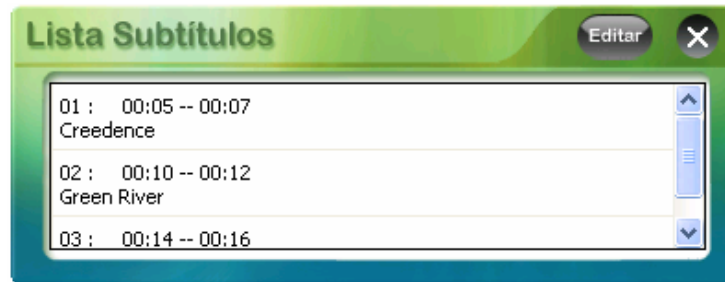 Lista Subtítulos
Editar
01 : 00:05 -- 00:07
Creedence
02 : 00:10 -- 00:12
Green River
03 : 00:14 -- 00:16